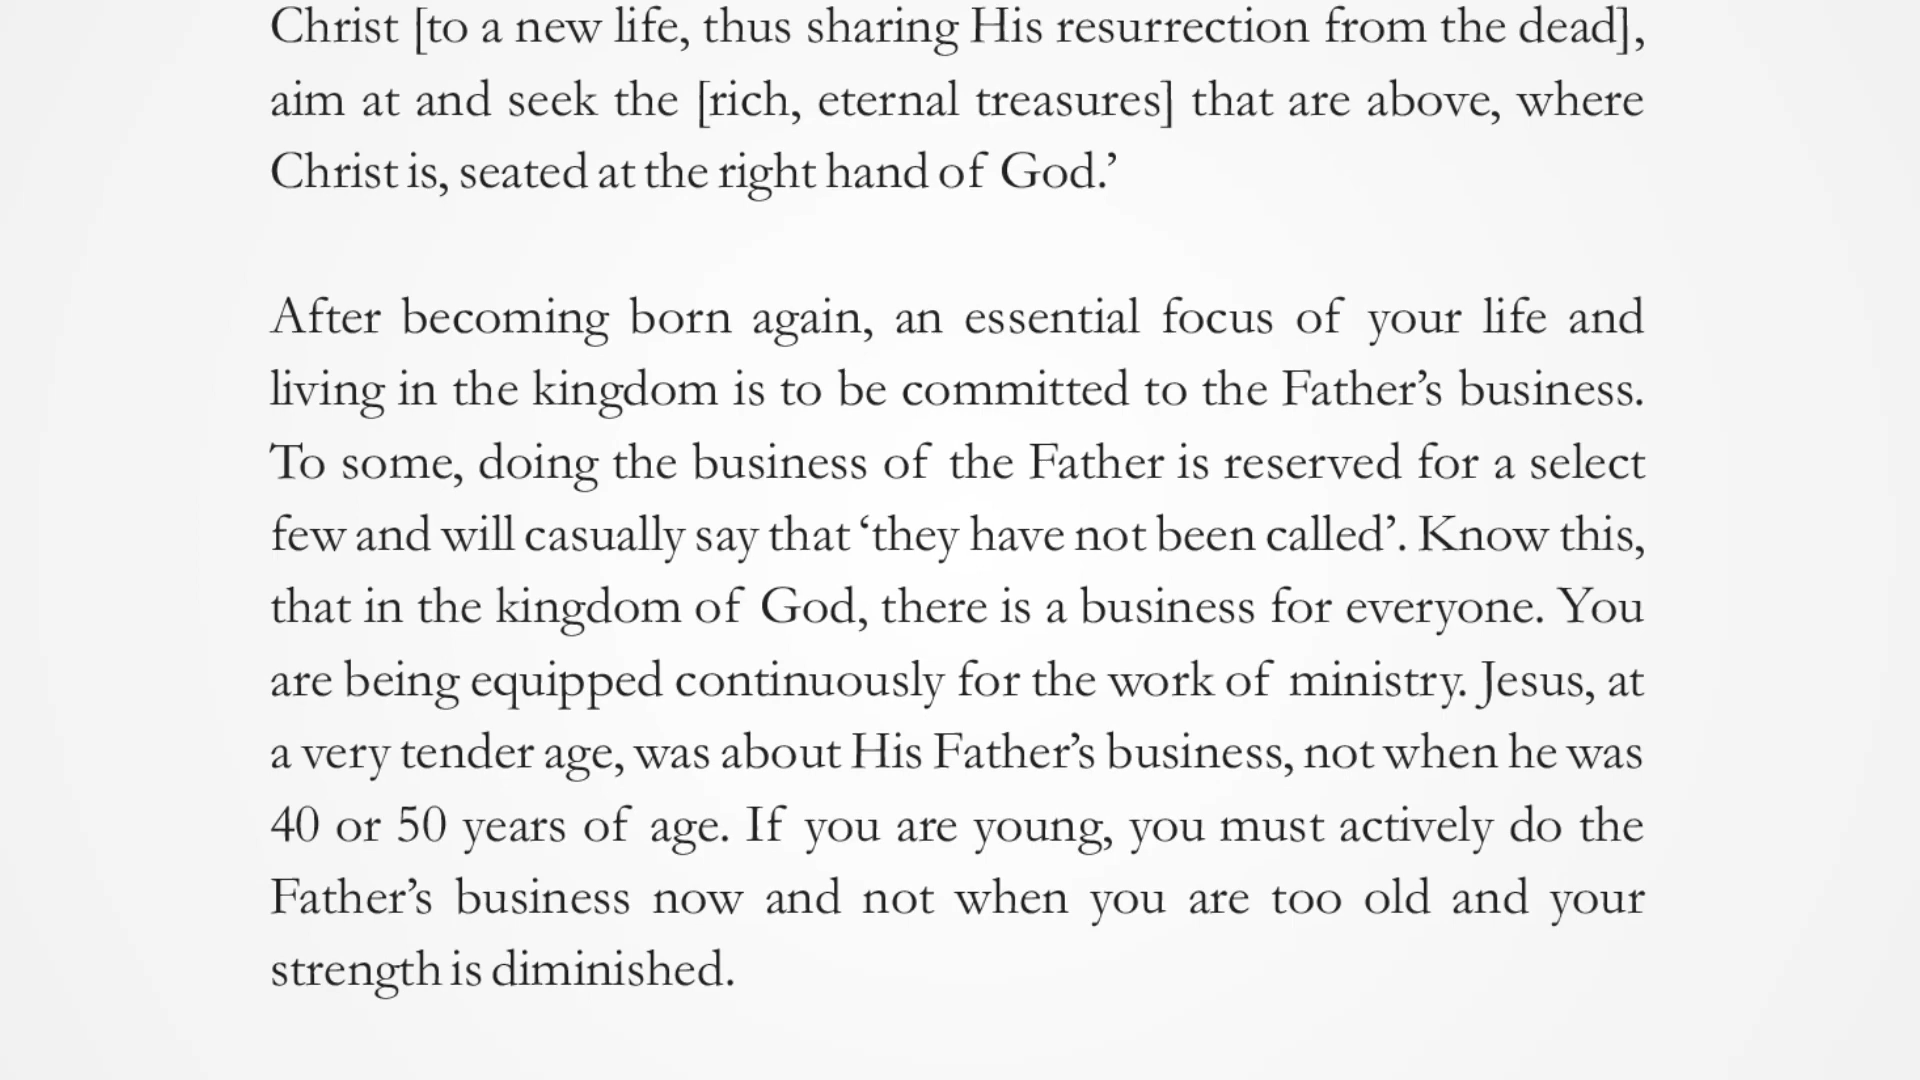 Christ [to a new life, thus sharing His resurrection from the dead],
aim at and seek the [rich, eternal treasures] that are above, where
Christ is, seated at the right hand of God.’
After becoming born again, an essential focus of your life and
living in the kingdom is to be committed to the Father’s business.
To some, doing the business of the Father is reserved for a select
few and will casually say that ‘they have not been called’. Know this,
that in the kingdom of God, there is a business for everyone. You
are being equipped continuously for the work of ministry. Jesus, at
a very tender age, was about His Father’s business, not when he was
40 or 50 years of age. If you are young, you must actively do the
Father’s business now and not when you are too old and your
strength is diminished.